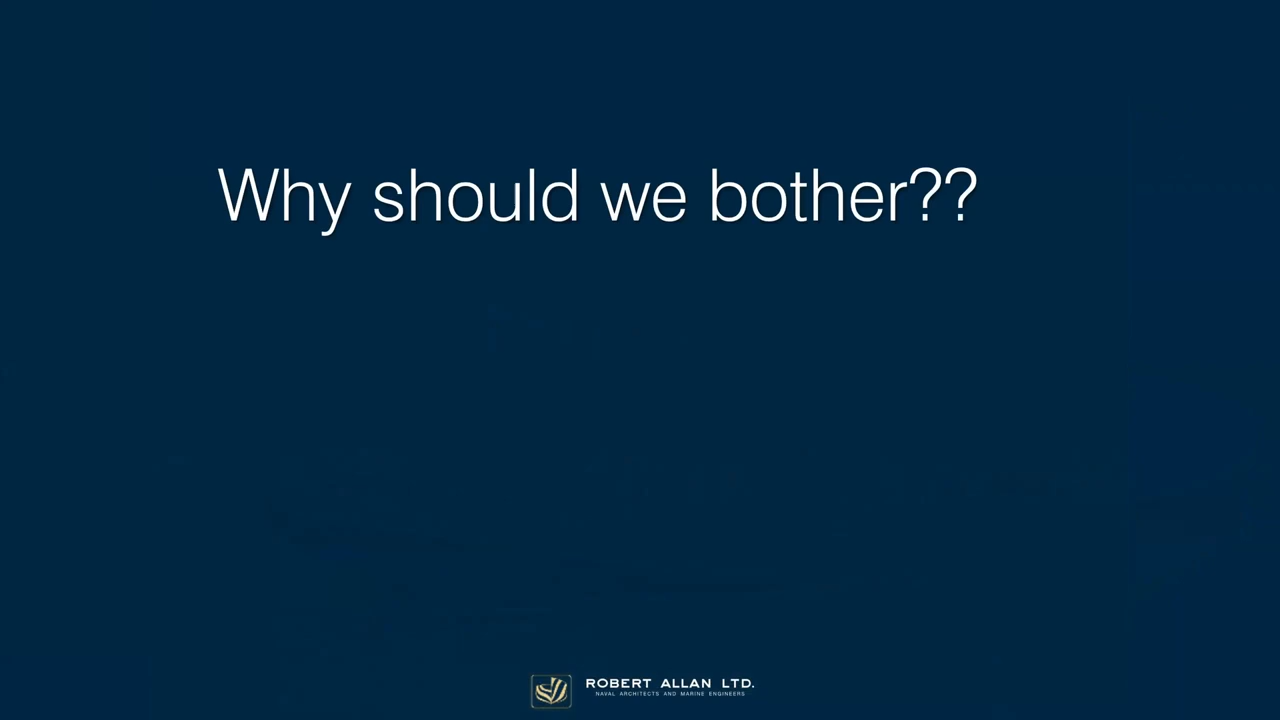 Why should we bother??
ROBERT ALLAN LTD.
NAVAL ARCHITECTS AND MARINE ENGINEERS